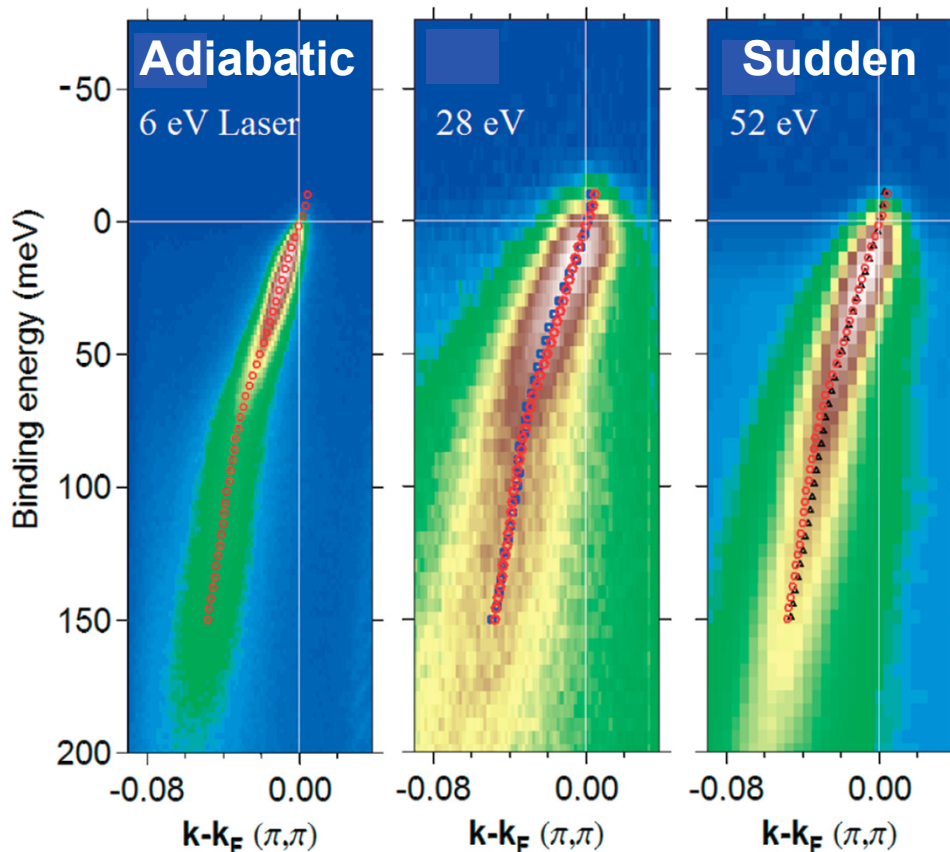 Adiabatic
Sudden
6 eV Laser
28 eV
52 eV
Binding energy (meV)
-50
0
50
100
150
200
-0.08
0.00
-0.08
0.00
-0.08
0.00
k-kF (π,π)
k-kF (π,π)
k-kF (π,π)